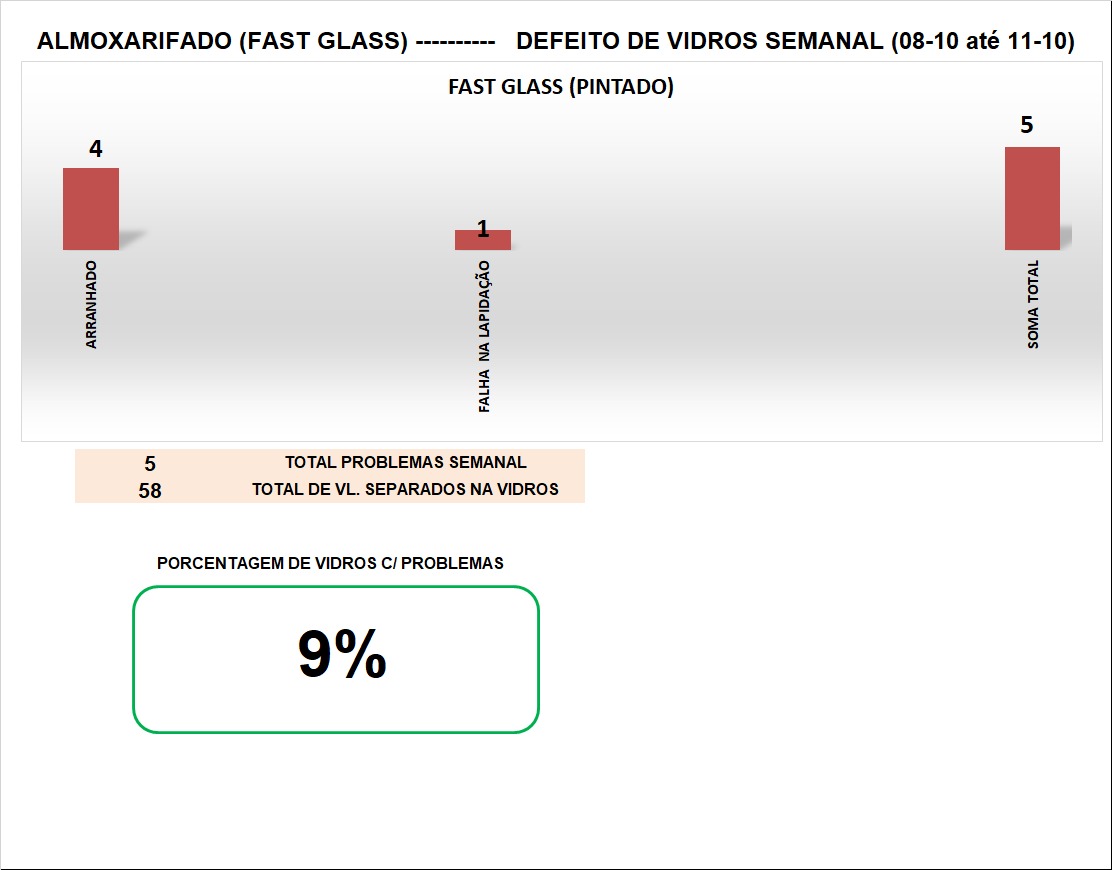 ALMOXARIFADO (FAST GLASS) ---------- DEFEITO DE VIDROS SEMANAL (08-10 até 11-10)
FAST GLASS (PINTADO)
4
1
5
ARRANHADO
FALHA NA LAPIDAÇÃO
SOMA TOTAL
5 TOTAL PROBLEMAS SEMANAL
58 TOTAL DE VL. SEPARADOS NA VIDROS
PORCENTAGEM DE VIDROS C/ PROBLEMAS
9%